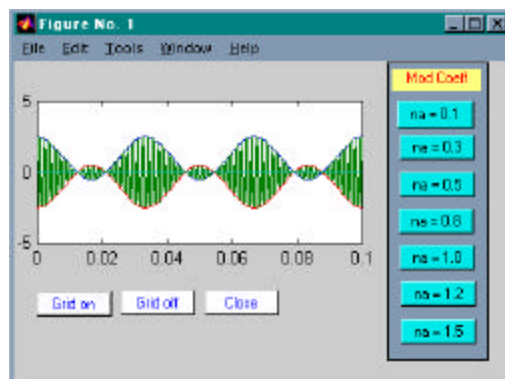 Figure No. 1
File Edit Tools Window Help
Mod Coeff
5
0
-5
0 0.02 0.04 0.06 0.08 0.1
na = 0.1
na = 0.3
na = 0.5
na = 0.8
na = 1.0
na = 1.2
na = 1.5
Grid on Grid off Close